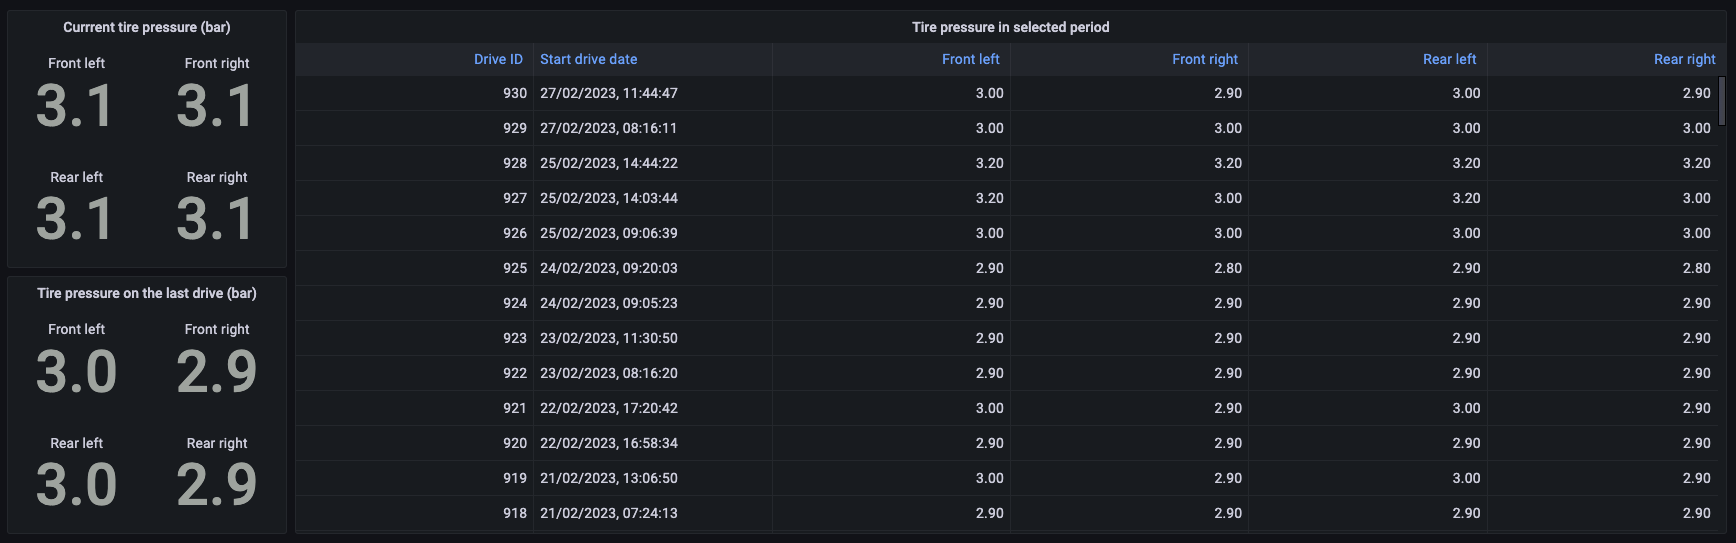 Currrent tire pressure (bar)
Front left Front right
3.1 3.1
Rear left Rear right
3.1 3.1
Tire pressure on the last drive (bar)
Front left Front right
3.0 2.9
Rear left Rear right
3.0 2.9
Tire pressure in selected period
Drive ID Start drive date Front left Front right Rear left Rear right
930 27/02/2023, 11:44:47 3.00 2.90 3.00 2.90
929 27/02/2023, 08:16:11 3.00 3.00 3.00 3.00
928 25/02/2023, 14:44:22 3.20 3.20 3.20 3.20
927 25/02/2023, 14:03:44 3.20 3.00 3.20 3.00
926 25/02/2023, 09:06:39 3.00 3.00 3.00 3.00
925 24/02/2023, 09:20:03 2.90 2.80 2.90 2.80
924 24/02/2023, 09:05:23 2.90 2.90 2.90 2.90
923 23/02/2023, 11:30:50 2.90 2.90 2.90 2.90
922 23/02/2023, 08:16:20 2.90 2.90 2.90 2.90
921 22/02/2023, 17:20:42 3.00 2.90 3.00 2.90
920 22/02/2023, 16:58:34 2.90 2.90 2.90 2.90
919 21/02/2023, 13:06:50 3.00 2.90 3.00 2.90
918 21/02/2023, 07:24:13 2.90 2.90 2.90 2.90